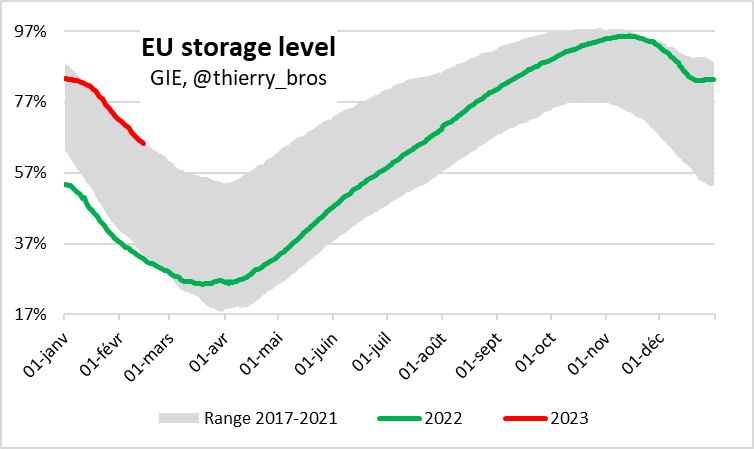 EU storage level
GIE, @thierry_bros
97%
77%
57%
37%
17%
01-janv
01-févr
01-mars
01-avr
01-mai
01-juin
01-juil
01-août
01-sept
01-oct
01-nov
01-déc
Range 2017-2021
2022
2023